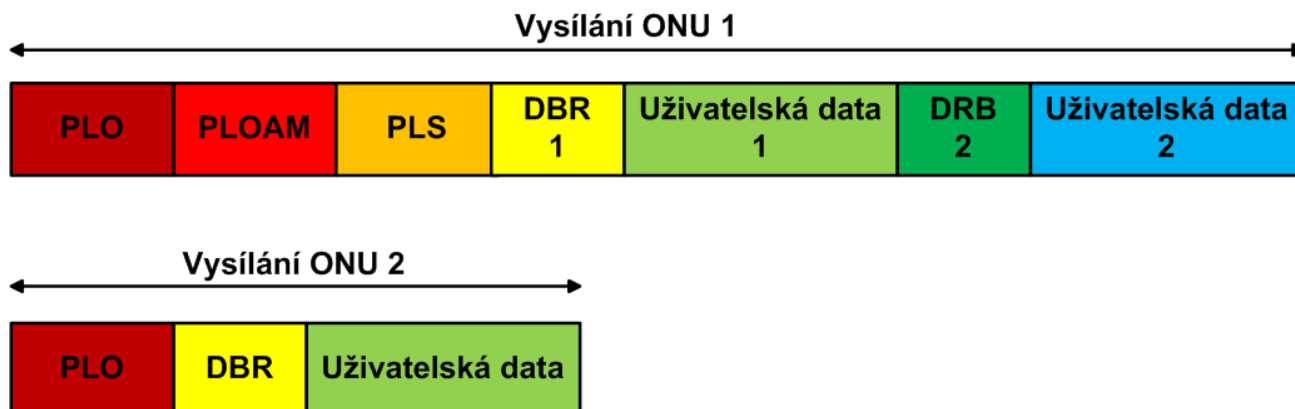 Vysílání ONU 1
PLO PLOAM PLS DBR 1 Uživatelská data 1 DRB 2 Uživatelská data 2
Vysílání ONU 2
PLO DBR Uživatelská data